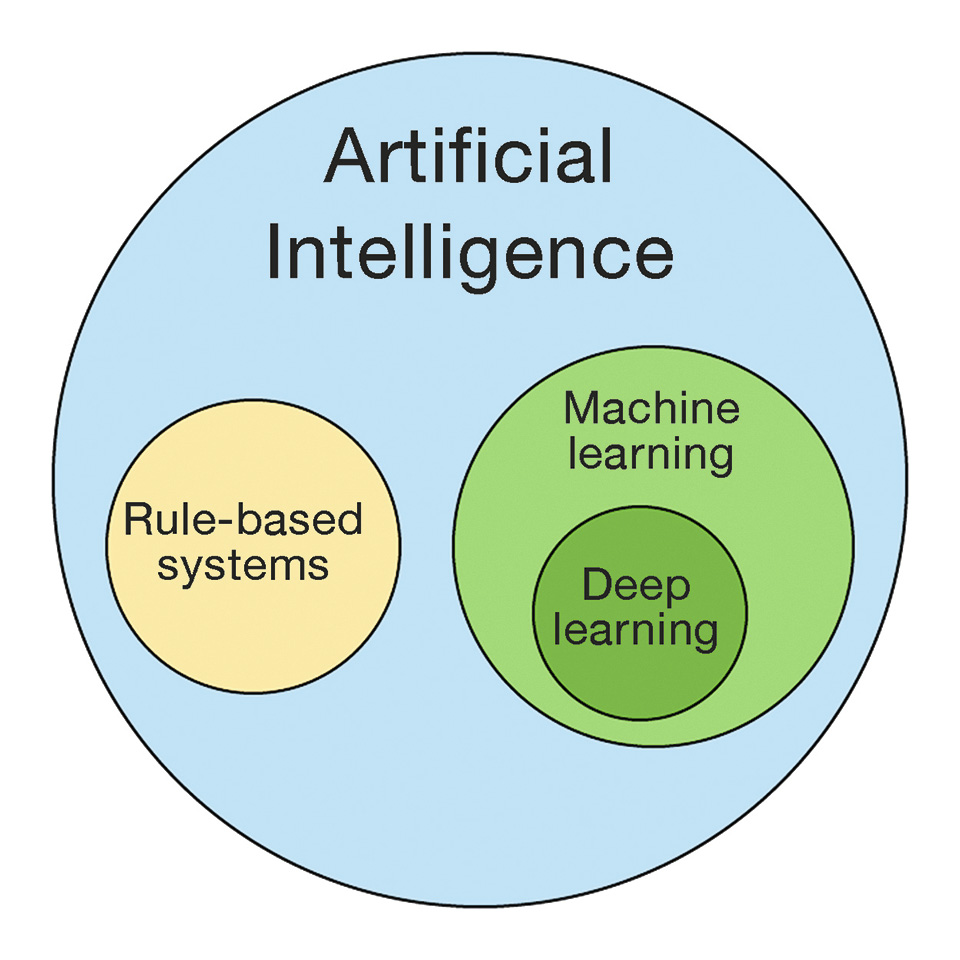 Artificial
Intelligence
Machine
learning
Rule-based
systems
Deep
learning